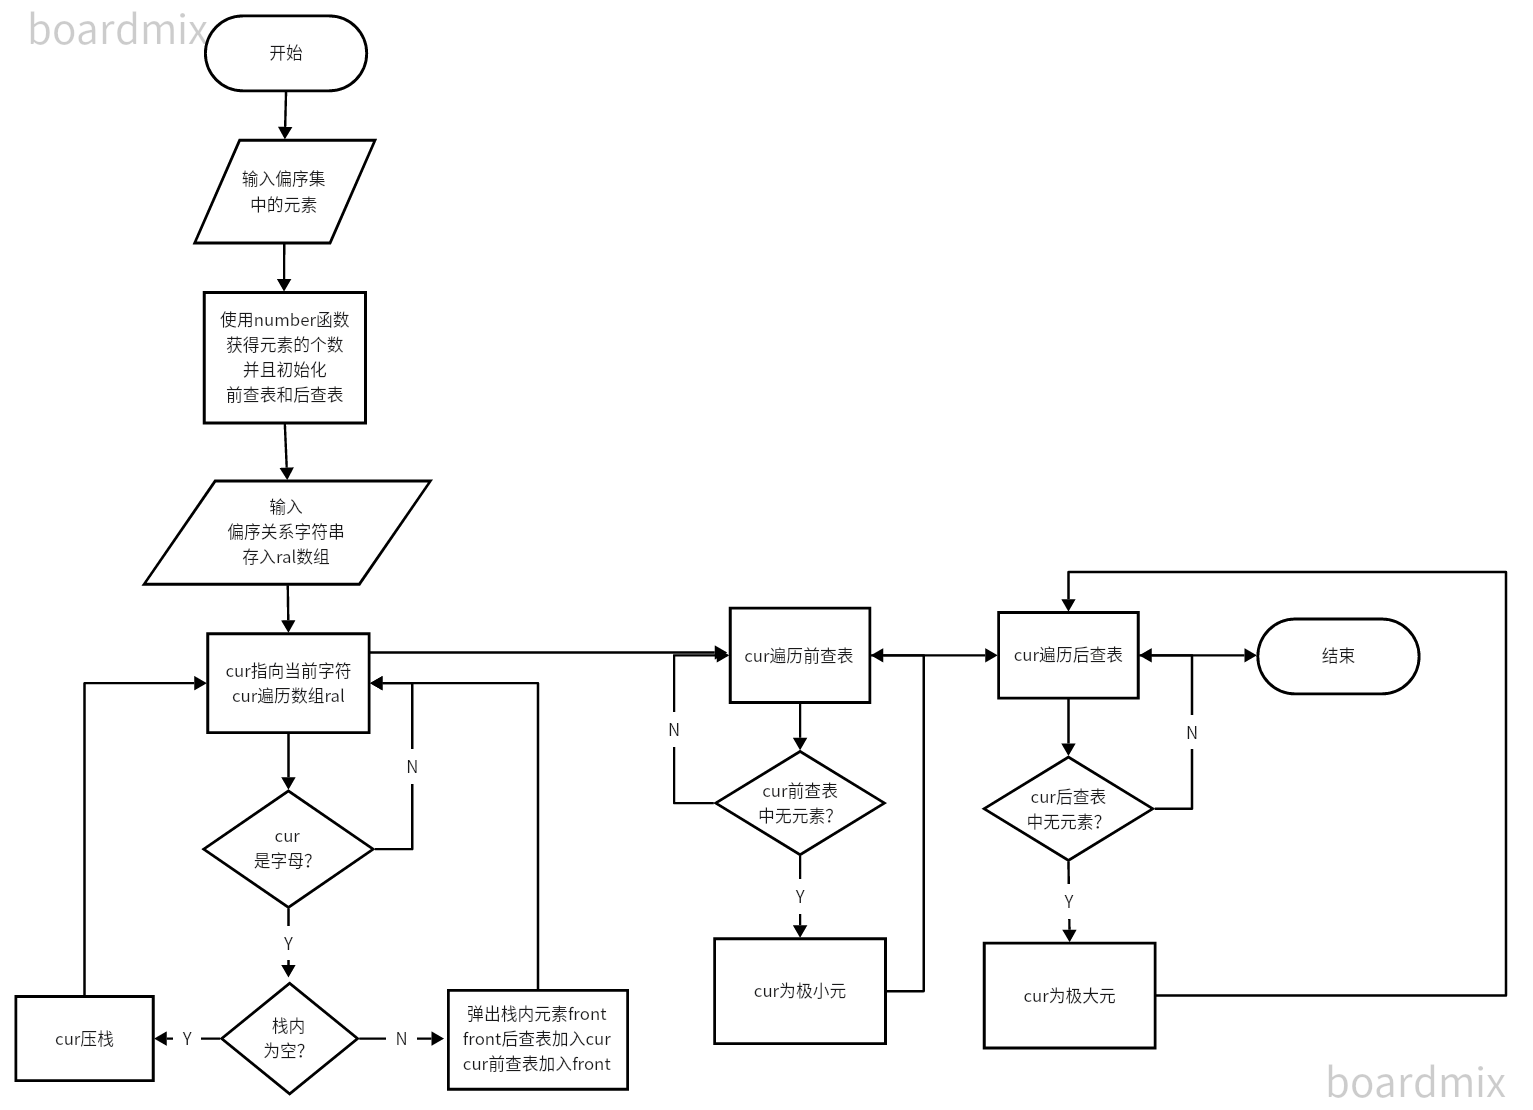 boardmix
开始
输入偏序集
中的元素
使用number函数
获得元素的个数
并且初始化
前查表和后查表
输入
偏序关系字符串
存入ral数组
cur指向当前字符
cur遍历数组ral
cur遍历前查表
cur遍历后查表
结束
N
N
N
cur
是字母？
cur前查表
中无元素？
cur后查表
中无元素？
Y
Y
Y
cur压栈
Y
栈内
为空？
N
弹出栈内元素front
front后查表加入cur
cur前查表加入front
cur为极小元
cur为极大元
boardmix